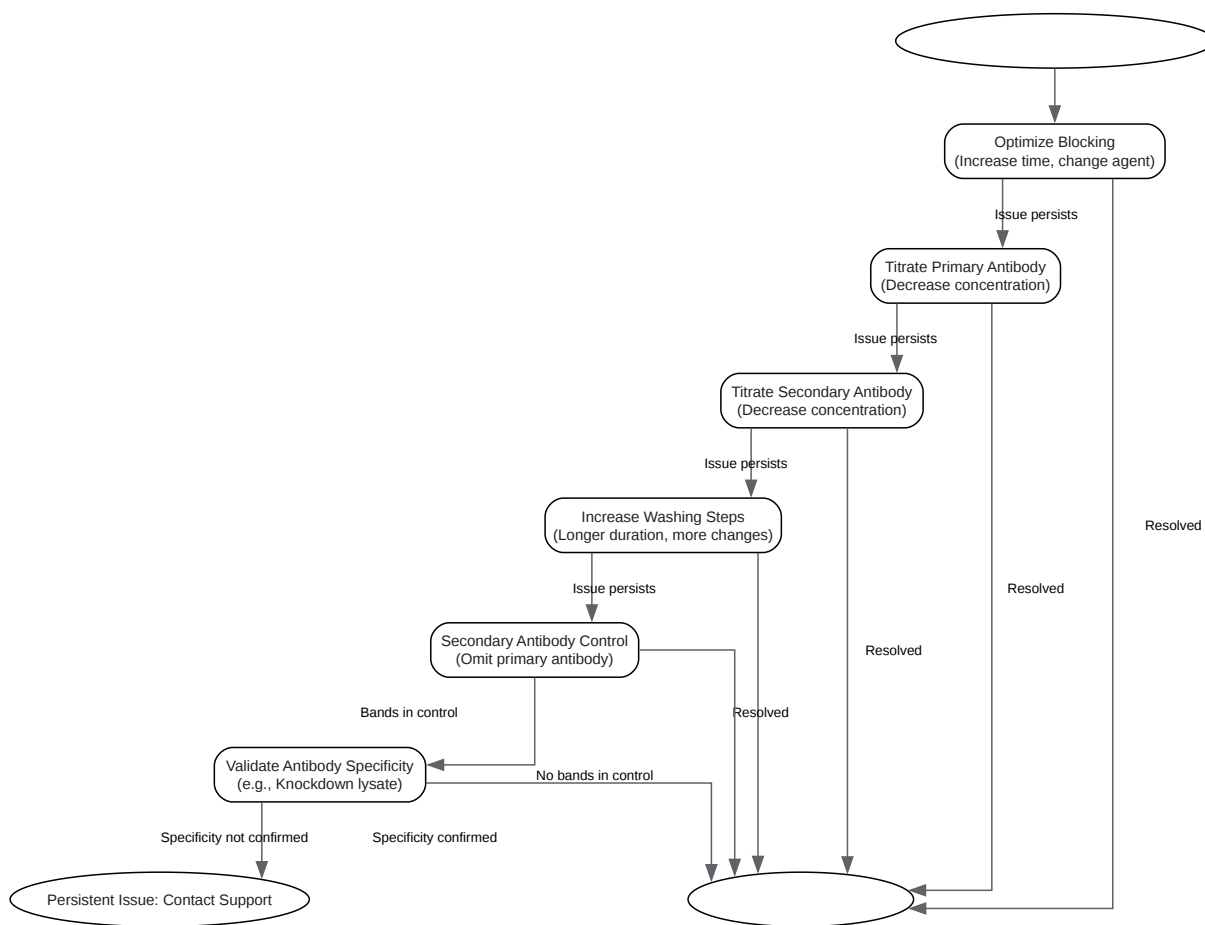 Optimize Blocking
(Increase time, change agent)
Issue persists
Titrate Primary Antibody
(Decrease concentration)
Issue persists
Titrate Secondary Antibody
(Decrease concentration)
Issue persists
Increase Washing Steps
(Longer duration, more changes)
Resolved
Issue persists
Resolved
Secondary Antibody Control
(Omit primary antibody)
Resolved
Bands in control
Resolved
Validate Antibody Specificity
(e.g., Knockdown lysate)
No bands in control
Specificity not confirmed
Specificity confirmed
Persistent Issue: Contact Support